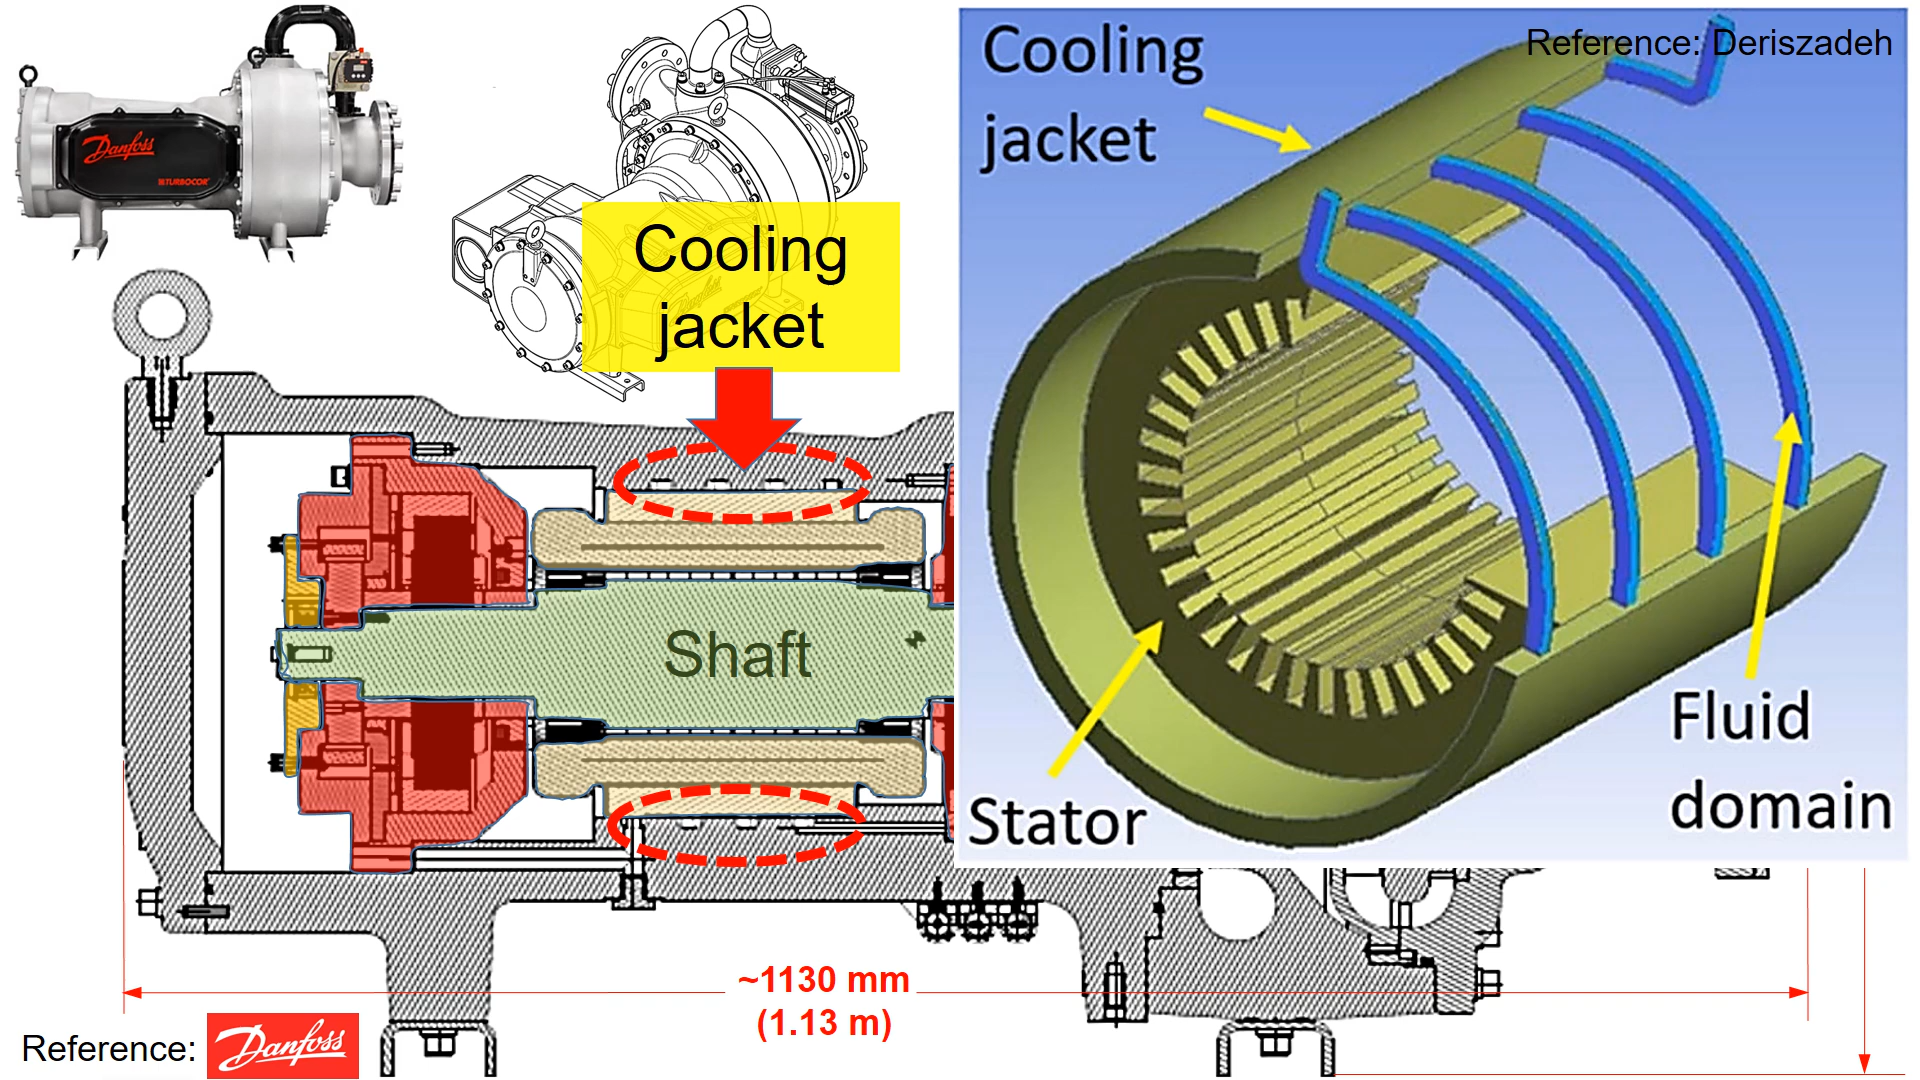 Danfoss
TURBOCOR
Cooling
jacket
Shaft
~1130 mm
(1.13 m)
Reference:
Danfoss
Cooling
jacket
Reference: Deriszadeh
Stator
Fluid
domain